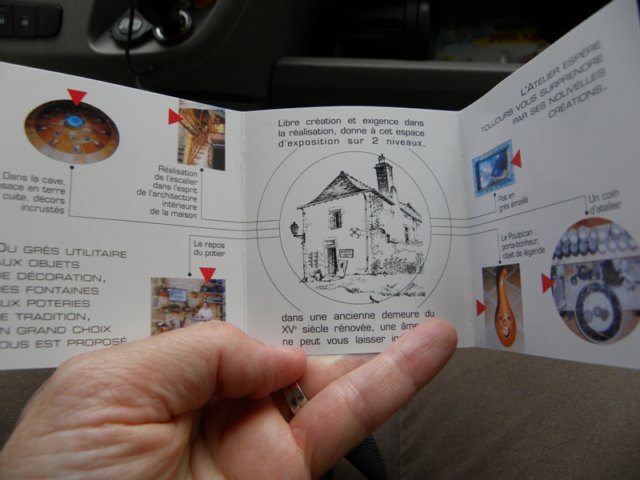 Dans la cave,
en terre
cuite, décors
incrustés
Réalisation
de l'escalier
dans l'esprit
de l'architecture
intérieure
de la maison
Le repos
du potier
DU GRÈS UTILITAIRE
AUX OBJETS
DE DÉCORATION,
DES FONTAINES
AUX POTERIES
DE TRADITION,
UN GRAND CHOIX
VOUS EST PROPOSÉ
Libre création et exigence dans
la réalisation, donne à cet espace
d'exposition sur 2 niveaux,
dans une ancienne demeure du
XVe siècle rénovée, une âme
ne peut vous laisser
L'ATELIER ESPÈRE
TOUJOURS VOUS SURPRENDRE
PAR SES NOUVELLES
CRÉATIONS.
Plat en
grès émaillé
Un coin
d'atelier
Le Poulpican :
porte-bonheur,
objet de légende